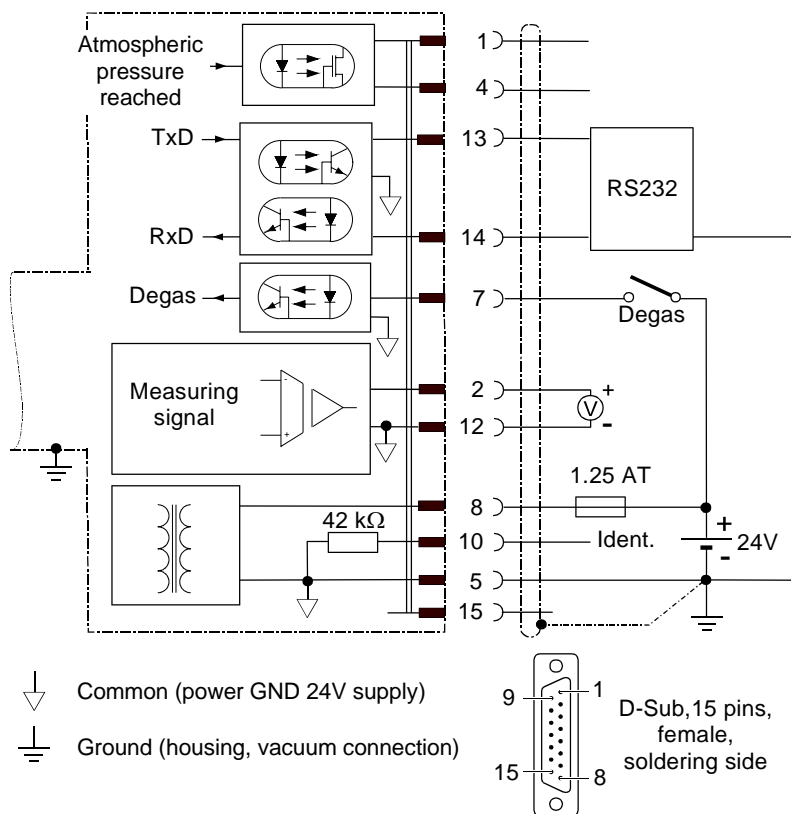 Atmospheric
pressure
reached
1
4
TxD
13
RS232
RxD
14
Degas
7
Degas
Measuring
signal
-
+
2
+
V
12
-
1.25 AT
8
42 kΩ
10
Ident.
+
24V
-
5
15
Common (power GND 24V supply)
Ground (housing, vacuum connection)
9
1
15
8
D-Sub,15 pins,
female,
soldering side